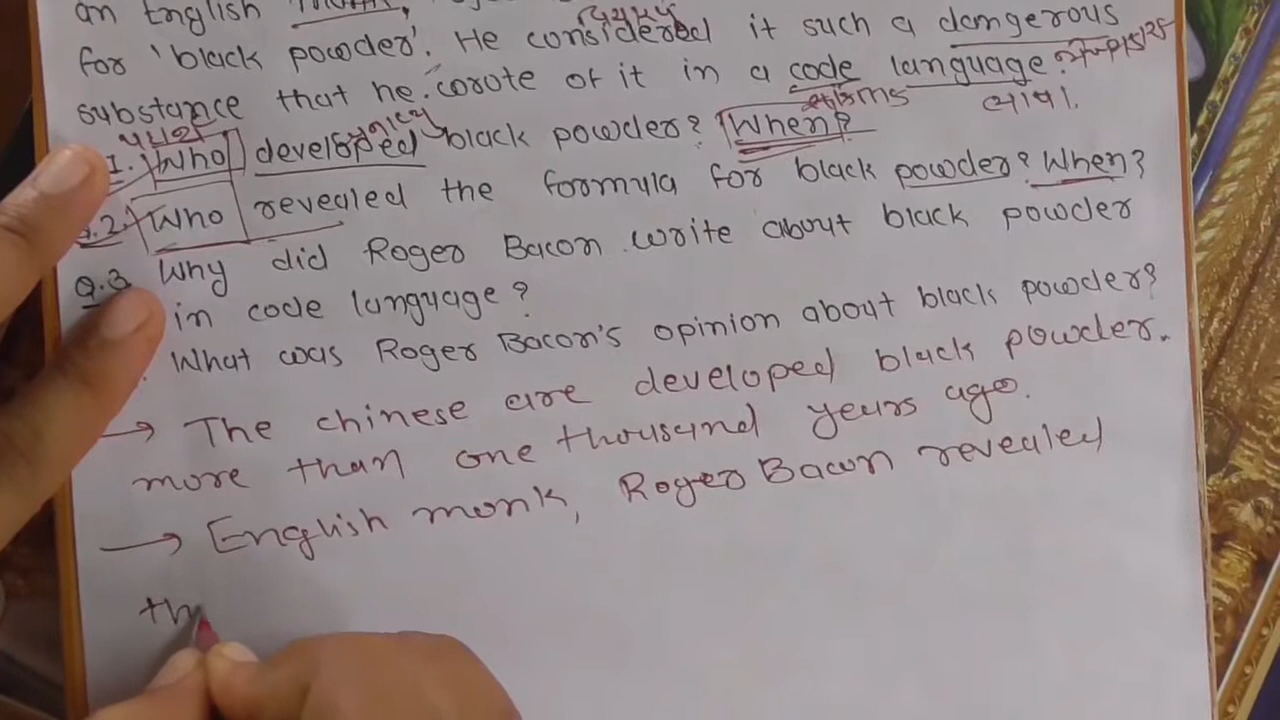 an English monk,
for 'black powder'. He considered it such a dangerous
substance that he wrote of it in a code language.
1. Who developed black powder? When?
Q.2. Who revealed the formula for black powder? When?
Q.3 Why did Roger Bacon write about black powder
in code language?
What was Roger Bacon's opinion about black powder?
→ The chinese are developed black powder.
more than one thousand years ago.
→ English monk, Roger Bacon revealed
th